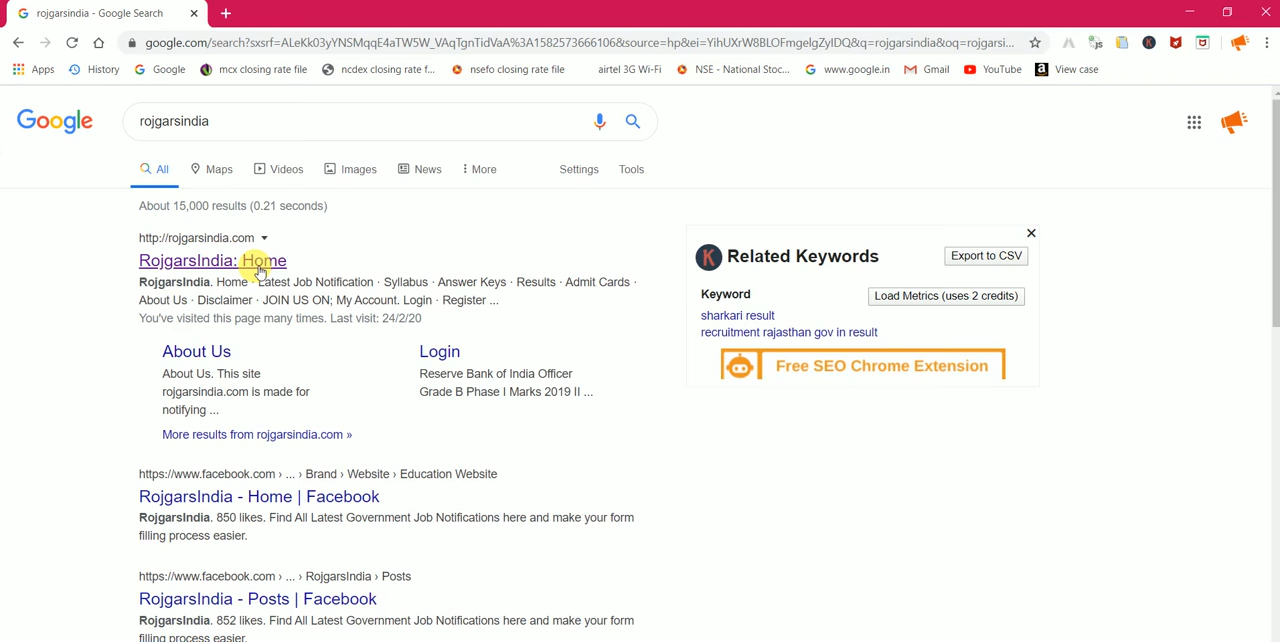 rojgarsindia - Google Search
google.com/search?sxsrf=ALeKk03yYNSMqqE4aTW5W_VAqTgnTidVaA%3A1582573666106&source=hp&ei=YihUXrW8BLOFmgelgZyIDQ&q=rojgarsindia&oq=rojgarsi...
Apps History Google mcx closing rate file ncdex closing rate f... nsefo closing rate file airtel 3G Wi-Fi NSE - National Stoc... www.google.in Gmail YouTube View case
Google
rojgarsindia
All Maps Videos Images News More Settings Tools
About 15,000 results (0.21 seconds)
http://rojgarsindia.com
RojgarsIndia: Home
RojgarsIndia. Home · Latest Job Notification · Syllabus · Answer Keys · Results · Admit Cards ·
About Us · Disclaimer · JOIN US ON; My Account. Login · Register ...
You've visited this page many times. Last visit: 24/2/20
About Us
About Us. This site
rojgarsindia.com is made for
notifying ...
Login
Reserve Bank of India Officer
Grade B Phase I Marks 2019 II ...
More results from rojgarsindia.com »
https://www.facebook.com › ... › Brand › Website › Education Website
RojgarsIndia - Home | Facebook
RojgarsIndia. 850 likes. Find All Latest Government Job Notifications here and make your form
filling process easier.
https://www.facebook.com › ... › RojgarsIndia › Posts
RojgarsIndia - Posts | Facebook
RojgarsIndia. 852 likes. Find All Latest Government Job Notifications here and make your form
filling process easier.
K Related Keywords
Export to CSV
Keyword
Load Metrics (uses 2 credits)
sharkari result
recruitment rajasthan gov in result
Free SEO Chrome Extension